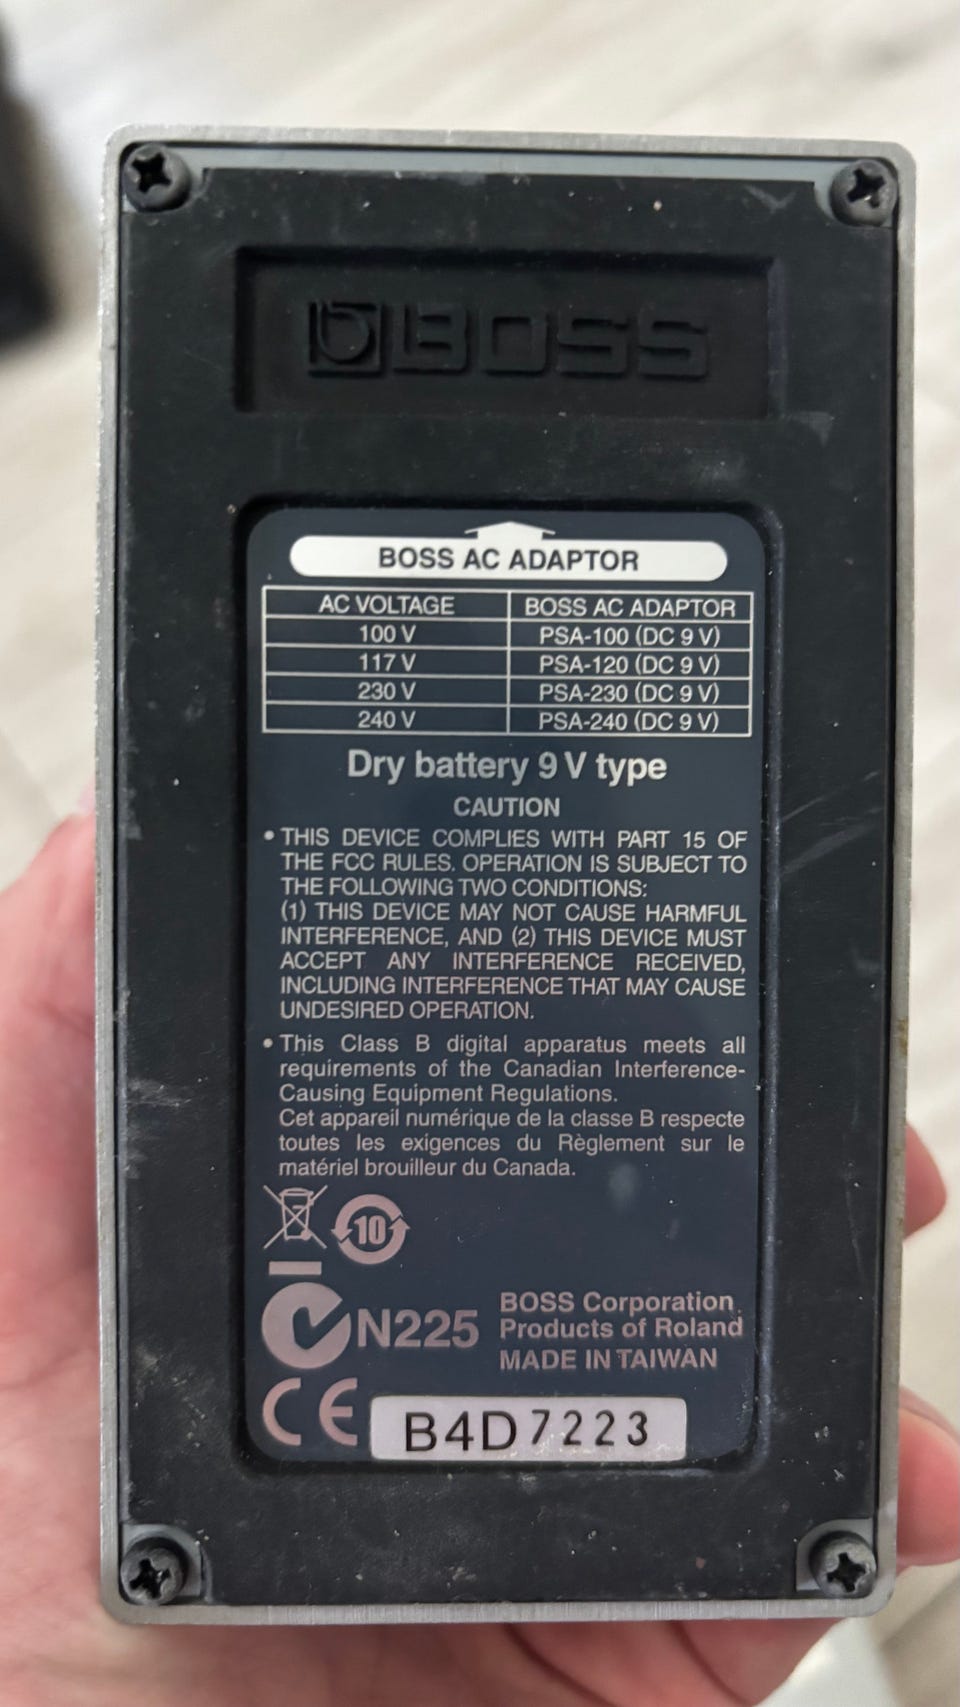 BOSS
BOSS AC ADAPTOR
AC VOLTAGE BOSS AC ADAPTOR
100 V PSA-100 (DC 9 V)
117 V PSA-120 (DC 9 V)
230 V PSA-230 (DC 9 V)
240 V PSA-240 (DC 9 V)
Dry battery 9 V type
CAUTION
• THIS DEVICE COMPLIES WITH PART 15 OF
THE FCC RULES. OPERATION IS SUBJECT TO
THE FOLLOWING TWO CONDITIONS:
(1) THIS DEVICE MAY NOT CAUSE HARMFUL
INTERFERENCE, AND (2) THIS DEVICE MUST
ACCEPT ANY INTERFERENCE RECEIVED,
INCLUDING INTERFERENCE THAT MAY CAUSE
UNDESIRED OPERATION.
• This Class B digital apparatus meets all
requirements of the Canadian Interference-
Causing Equipment Regulations.
Cet appareil numérique de la classe B respecte
toutes les exigences du Règlement sur le
matériel brouilleur du Canada.
10
N225
BOSS Corporation
Products of Roland
MADE IN TAIWAN
CE
B4D7223